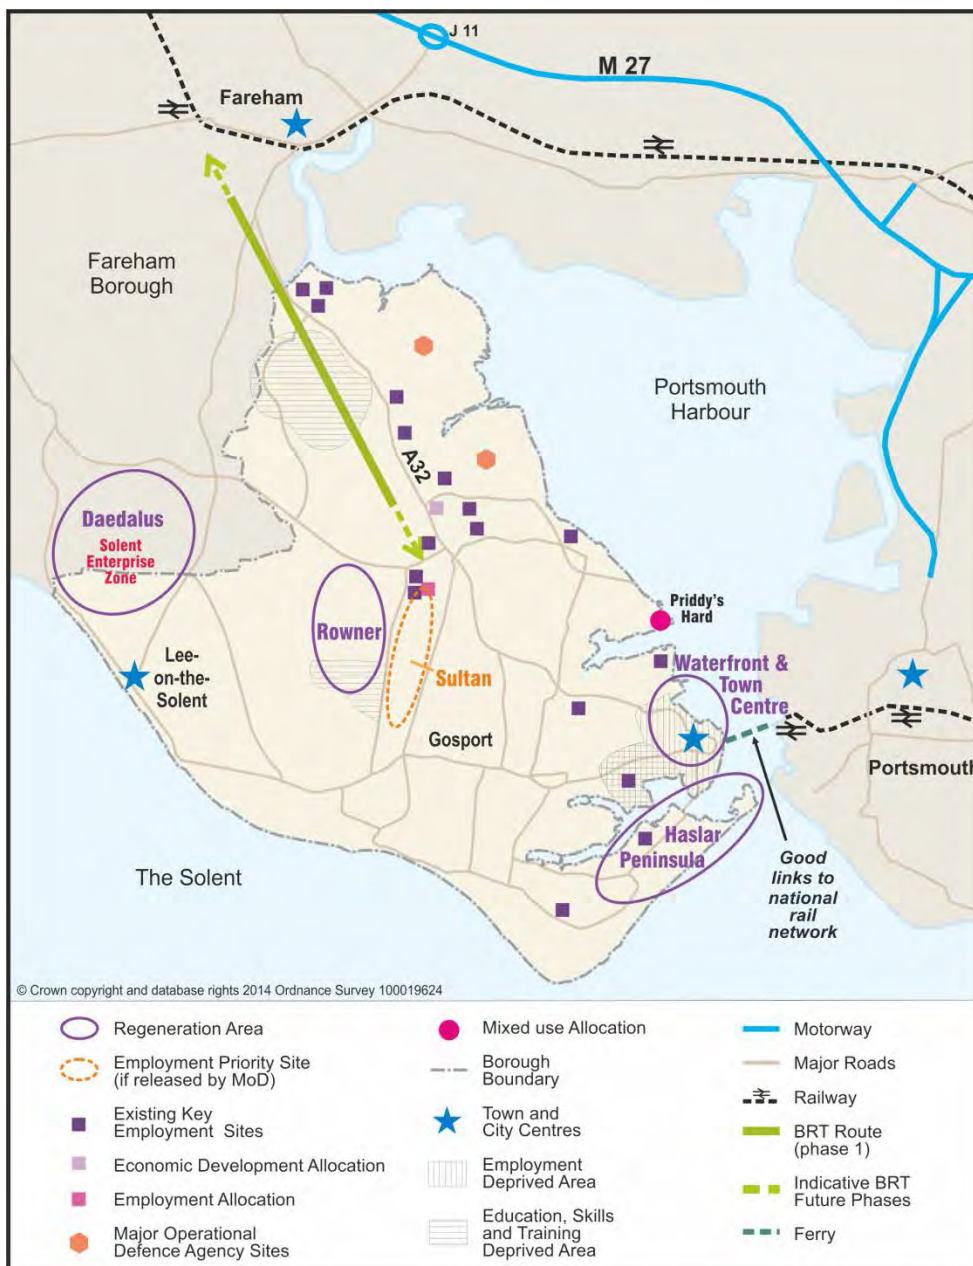 J 11
M 27
Fareham
Fareham
Borough
Portsmouth
Harbour
A32
Daedalus
Solent
Enterprise
Zone
Priddy's
Hard
Rowner
Lee-
on-the-
Solent
Sultan
Waterfront &
Town
Centre
Gosport
Portsmouth
Haslar
Peninsula
The Solent
Good
links to
national
rail
network
© Crown copyright and database rights 2014 Ordnance Survey 100019624
Regeneration Area
Employment Priority Site
(if released by MoD)
Existing Key
Employment Sites
Economic Development Allocation
Employment Allocation
Major Operational
Defence Agency Sites
Mixed use Allocation
Borough
Boundary
Town and
City Centres
Employment
Deprived Area
Education, Skills
and Training
Deprived Area
Motorway
Major Roads
Railway
BRT Route
(phase 1)
Indicative BRT
Future Phases
Ferry